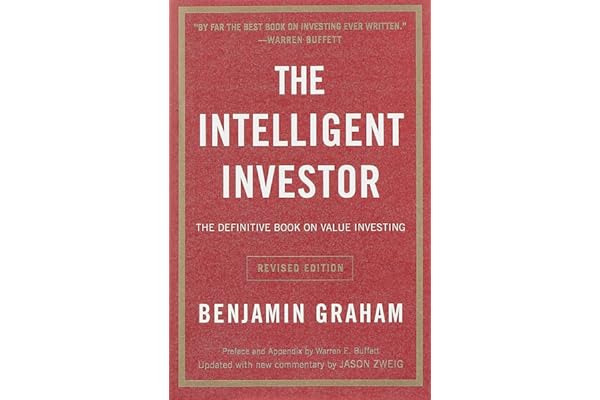 "BY FAR THE BEST BOOK ON INVESTING EVER WRITTEN."
—WARREN BUFFETT
THE
INTELLIGENT
INVESTOR
THE DEFINITIVE BOOK ON VALUE INVESTING
REVISED EDITION
BENJAMIN GRAHAM
Preface and Appendix by Warren E. Buffett
Updated with new commentary by JASON ZWEIG